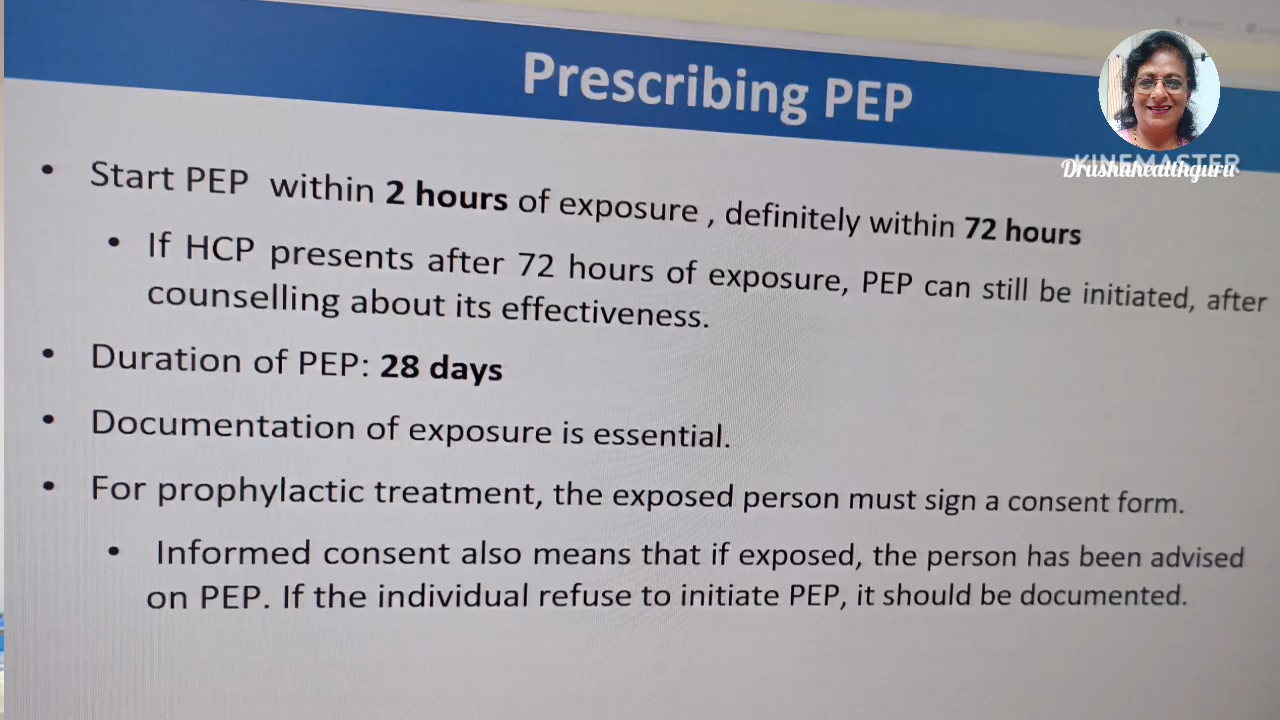 Prescribing PEP
KINEMASTER
Drushahealthguru
• Start PEP within 2 hours of exposure , definitely within 72 hours
• If HCP presents after 72 hours of exposure, PEP can still be initiated, after
counselling about its effectiveness.
• Duration of PEP: 28 days
• Documentation of exposure is essential.
• For prophylactic treatment, the exposed person must sign a consent form.
• Informed consent also means that if exposed, the person has been advised
on PEP. If the individual refuse to initiate PEP, it should be documented.